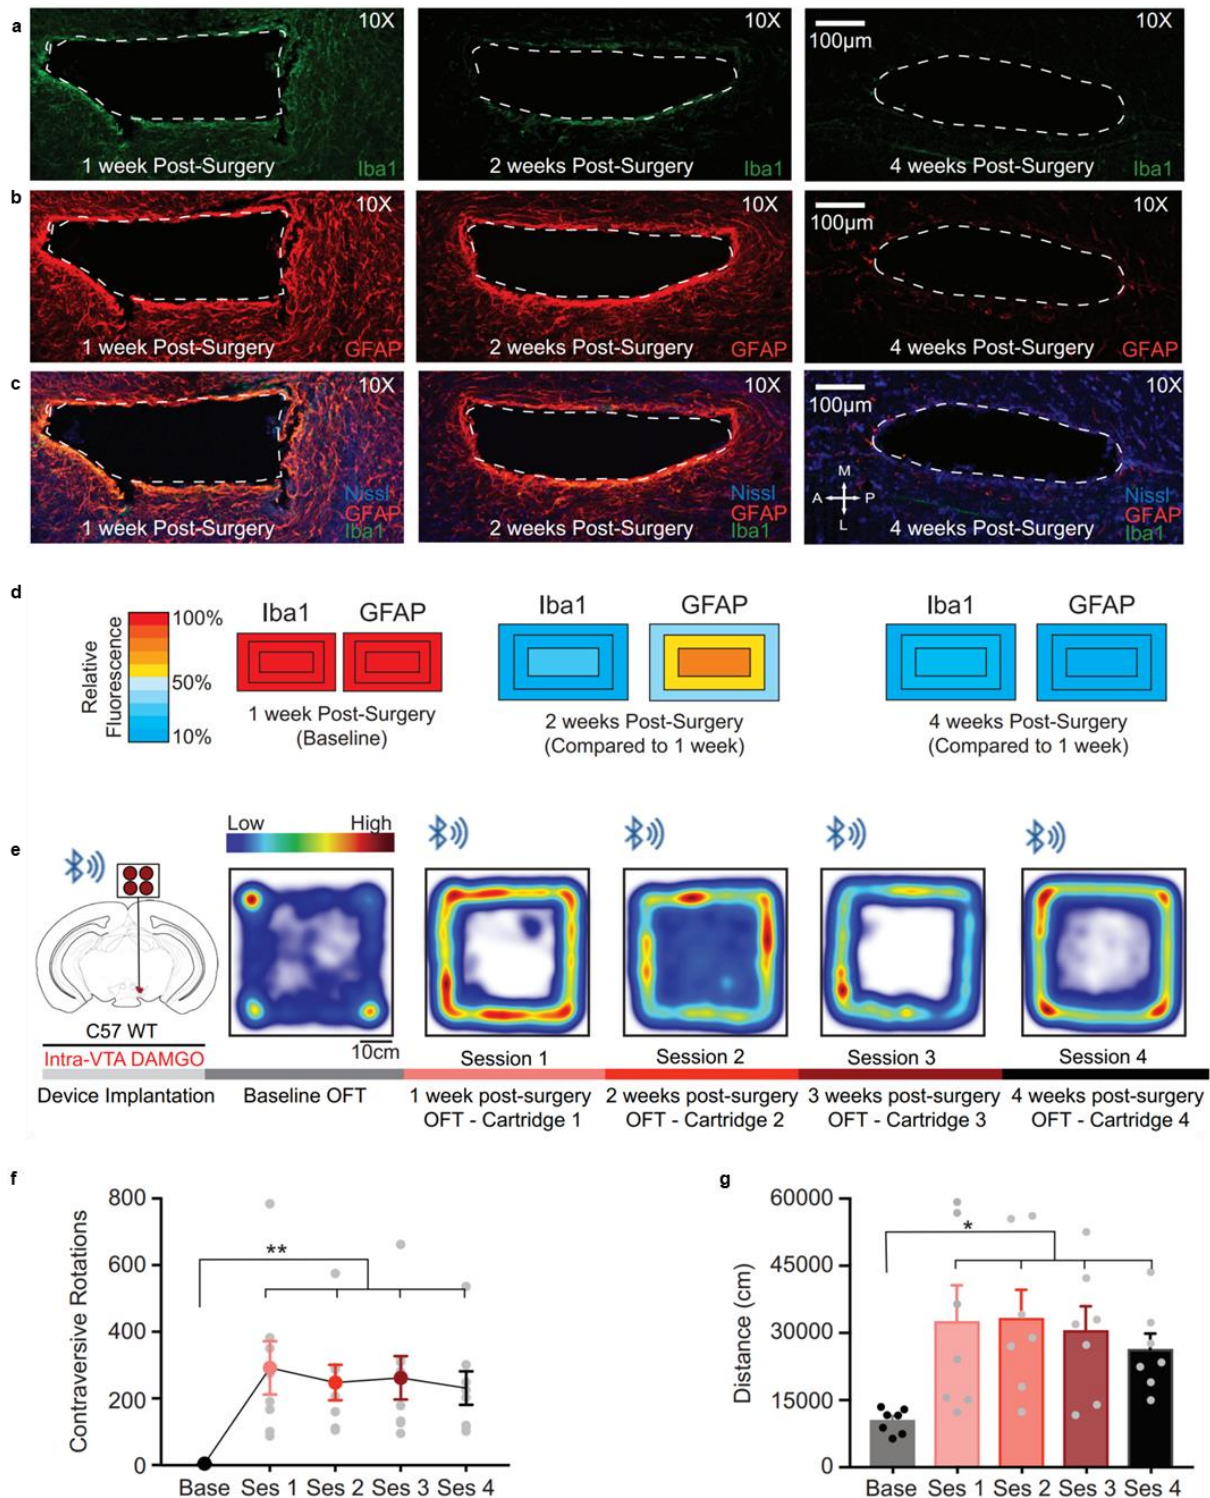 a
10X
1 week Post-Surgery
Iba1
10X
2 weeks Post-Surgery
Iba1
100µm
10X
4 weeks Post-Surgery
Iba1
b
10X
1 week Post-Surgery
GFAP
10X
2 weeks Post-Surgery
GFAP
100µm
10X
4 weeks Post-Surgery
GFAP
c
10X
1 week Post-Surgery
Nissl
GFAP
Iba1
10X
2 weeks Post-Surgery
Nissl
GFAP
Iba1
100µm
10X
M
A P
L
4 weeks Post-Surgery
Nissl
GFAP
Iba1
d
Relative
Fluorescence
100%
50%
10%
Iba1 GFAP
1 week Post-Surgery
(Baseline)
Iba1 GFAP
2 weeks Post-Surgery
(Compared to 1 week)
Iba1 GFAP
4 weeks Post-Surgery
(Compared to 1 week)
e
Low High
C57 WT
Intra-VTA DAMGO
10cm
Session 1
Session 2
Session 3
Session 4
Device Implantation
Baseline OFT
1 week post-surgery
OFT - Cartridge 1
2 weeks post-surgery
OFT - Cartridge 2
3 weeks post-surgery
OFT - Cartridge 3
4 weeks post-surgery
OFT - Cartridge 4
f
Contraversive Rotations
800
600
400
200
0
**
Base Ses 1 Ses 2 Ses 3 Ses 4
g
Distance (cm)
60000
45000
30000
15000
0
*
Base Ses 1 Ses 2 Ses 3 Ses 4